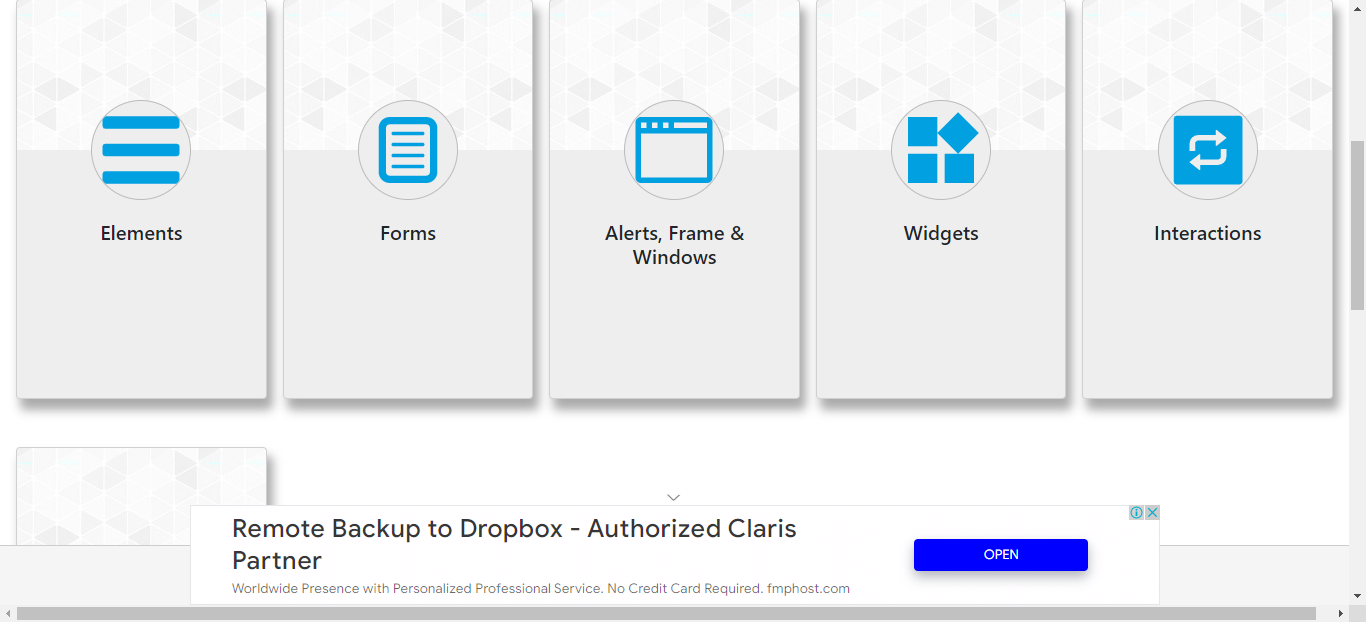 Elements
Forms
Alerts, Frame &
Windows
Widgets
Interactions
Remote Backup to Dropbox - Authorized Claris
Partner
Worldwide Presence with Personalized Professional Service. No Credit Card Required. fmphost.com
OPEN